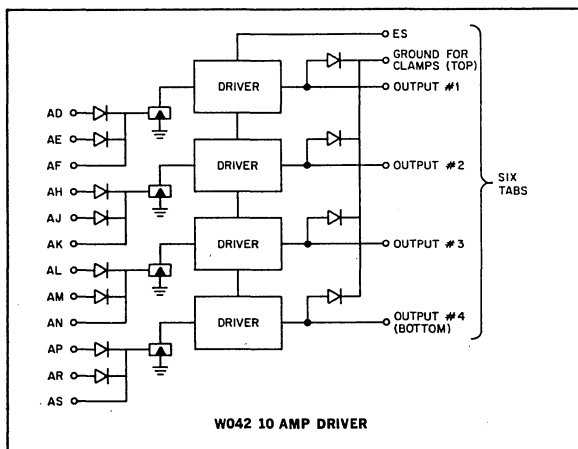 ES
GROUND FOR
CLAMPS (TOP)
DRIVER
OUTPUT #1
AD
AE
AF
DRIVER
OUTPUT #2
AH
AJ
AK
SIX
TABS
DRIVER
OUTPUT #3
AL
AM
AN
DRIVER
OUTPUT #4
(BOTTOM)
AP
AR
AS
W042 10 AMP DRIVER